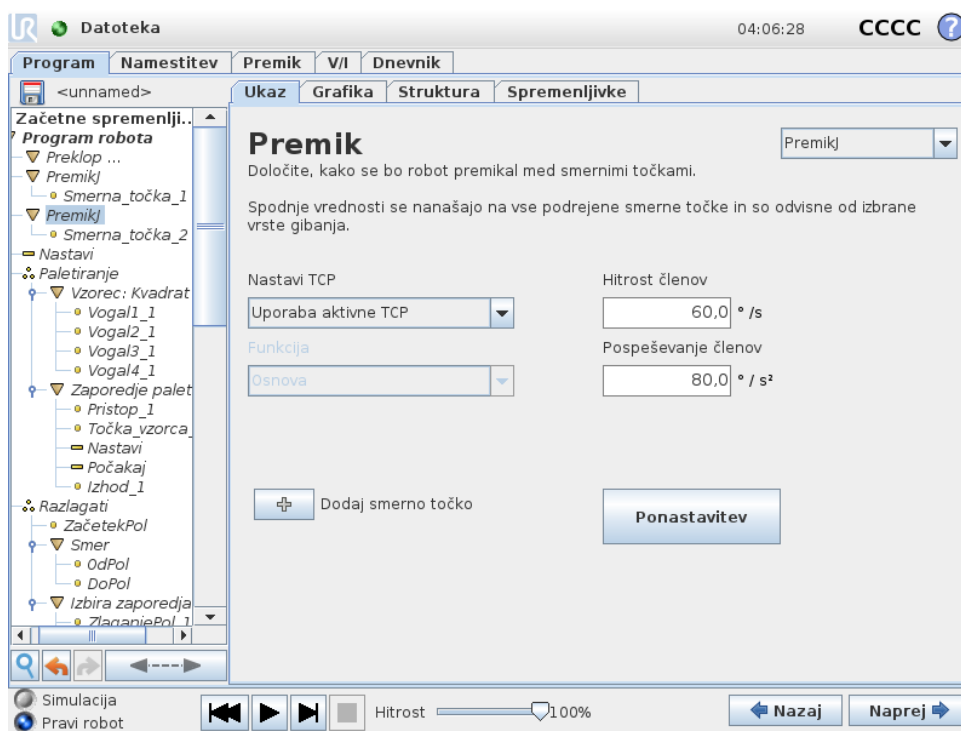 UR Datoteka 04:06:28 CCCC ?
Program Namestitev Premik V/I Dnevnik
<unnamed>
Ukaz Grafika Struktura Spremenljivke
Začetne spremenlji..
Program robota
Preklop ...
PremikJ
Smerna_točka_1
PremikJ
Smerna_točka_2
Nastavi
Paletiranje
Vzorec: Kvadrat
Vogal1_1
Vogal2_1
Vogal3_1
Vogal4_1
Zaporedje palet
Pristop_1
Točka_vzorca_
Nastavi
Počakaj
Izhod_1
Razlagati
ZačetekPol
Smer
OdPol
DoPol
Izbira zaporedja
ZlaganjePol_1
Premik
PremikJ
Določite, kako se bo robot premikal med smernimi točkami.
Spodnje vrednosti se nanašajo na vse podrejene smerne točke in so odvisne od izbrane
vrste gibanja.
Nastavi TCP
Uporaba aktivne TCP
Funkcija
Osnova
Hitrost členov
60,0 ° /s
Pospeševanje členov
80,0 ° / s²
Dodaj smerno točko
Ponastavitev
Simulacija
Pravi robot
Hitrost 100%
Nazaj
Naprej